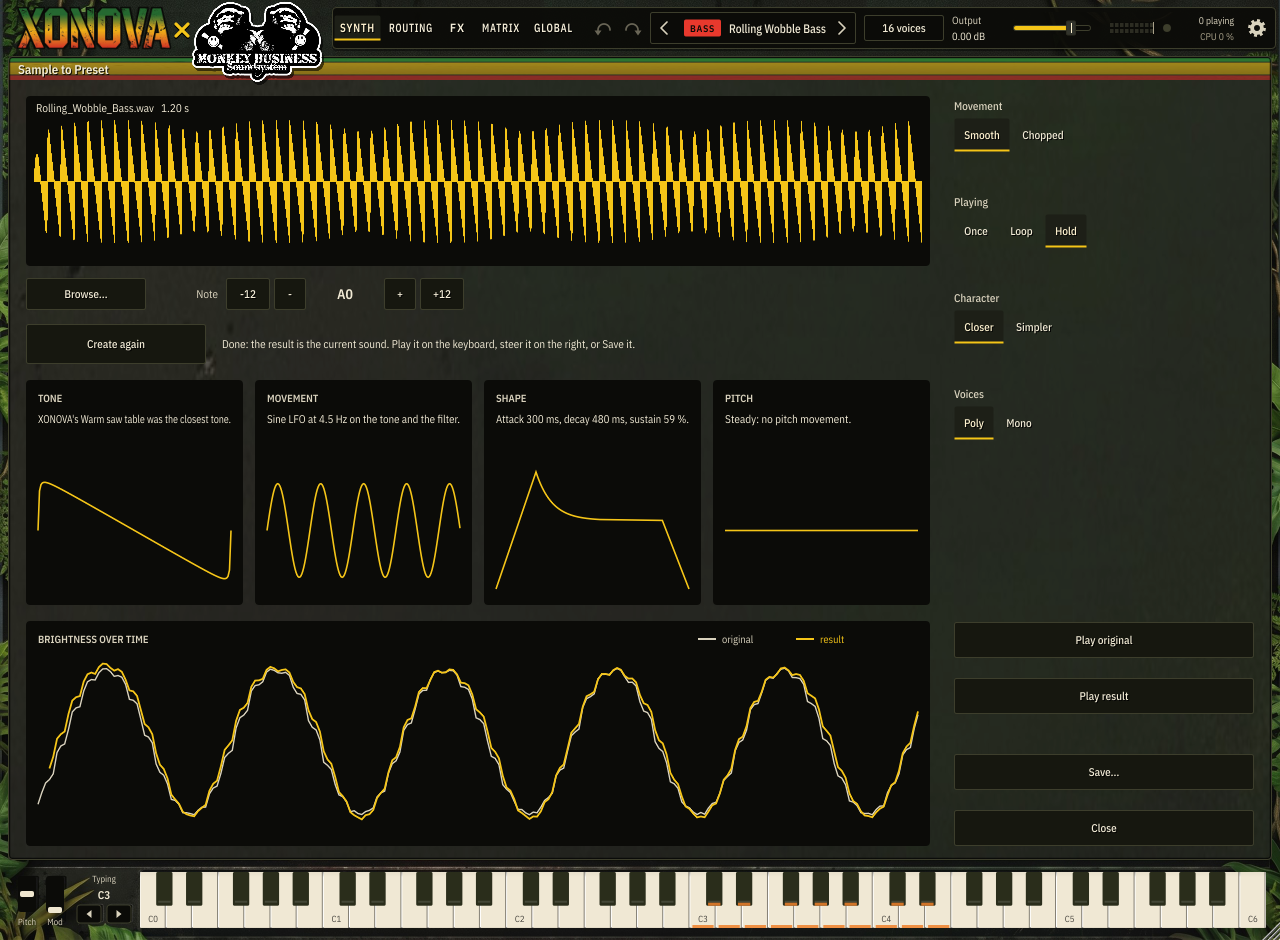 XONOVA × MONKEY BUSINESS Soundsystem
SYNTH ROUTING FX MATRIX GLOBAL
BASS Rolling Wobble Bass
16 voices
Output
0.00 dB
0 playing
CPU 0 %
Sample to Preset
Rolling_Wobble_Bass.wav 1.20 s
Browse...
Note -12 - A0 + +12
Create again
Done: the result is the current sound. Play it on the keyboard, steer it on the right, or Save it.
TONE
XONOVA's Warm saw table was the closest tone.
MOVEMENT
Sine LFO at 4.5 Hz on the tone and the filter.
SHAPE
Attack 300 ms, decay 480 ms, sustain 59 %.
PITCH
Steady: no pitch movement.
BRIGHTNESS OVER TIME
original
result
Movement
Smooth Chopped
Playing
Once Loop Hold
Character
Closer Simpler
Voices
Poly Mono
Play original
Play result
Save...
Close
Pitch Mod
Typing
C3
C0 C1 C2 C3 C4 C5 C6